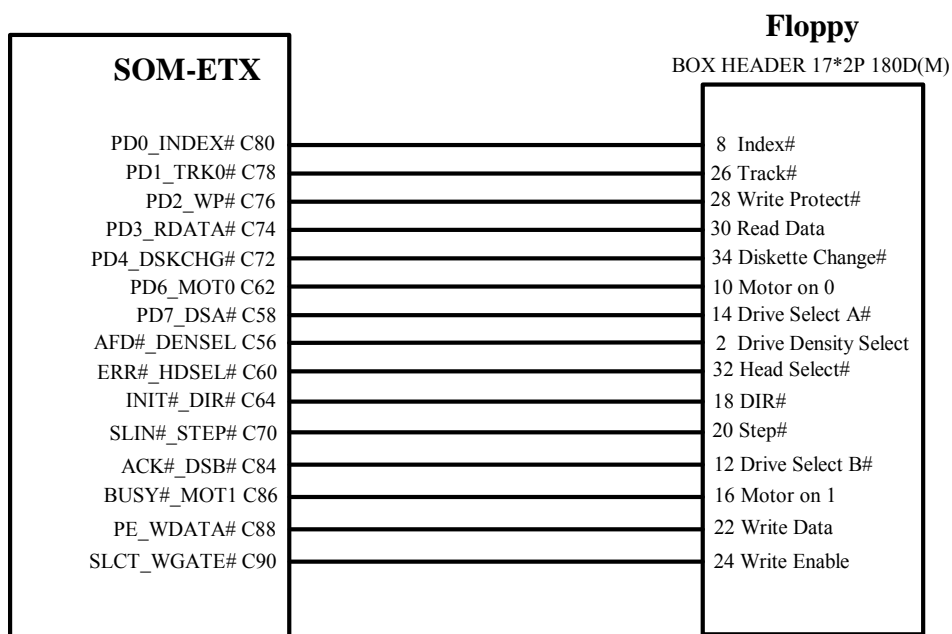 Floppy
SOM-ETX
BOX HEADER 17*2P 180D(M)
PD0_INDEX# C80
8 Index#
PD1_TRK0# C78
26 Track#
PD2_WP# C76
28 Write Protect#
PD3_RDATA# C74
30 Read Data
PD4_DSKCHG# C72
34 Diskette Change#
PD6_MOT0 C62
10 Motor on 0
PD7_DSA# C58
14 Drive Select A#
AFD#_DENSEL C56
2 Drive Density Select
ERR#_HDSEL# C60
32 Head Select#
INIT#_DIR# C64
18 DIR#
SLIN#_STEP# C70
20 Step#
ACK#_DSB# C84
12 Drive Select B#
BUSY#_MOT1 C86
16 Motor on 1
PE_WDATA# C88
22 Write Data
SLCT_WGATE# C90
24 Write Enable